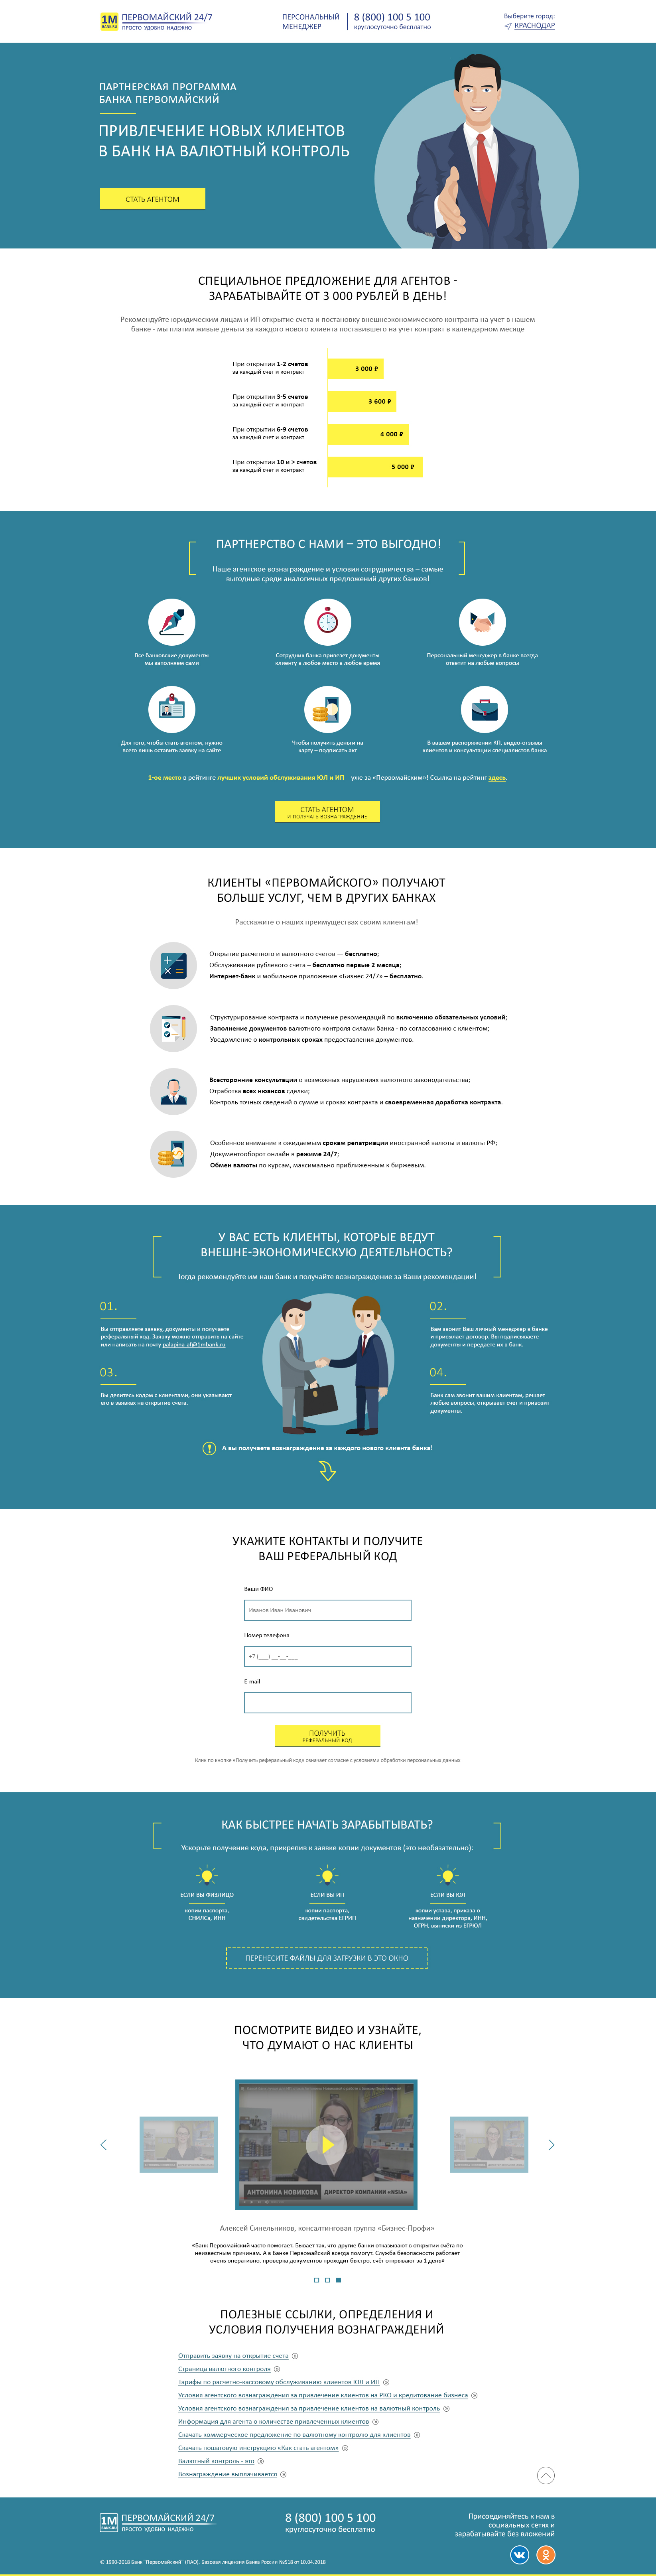 1M
BANK.RU
ПЕРВОМАЙСКИЙ 24/7
ПРОСТО УДОБНО НАДЕЖНО
ПЕРСОНАЛЬНЫЙ
МЕНЕДЖЕР
8 (800) 100 5 100
круглосуточно бесплатно
Выберите город:
КРАСНОДАР
ПАРТНЕРСКАЯ ПРОГРАММА
БАНКА ПЕРВОМАЙСКИЙ
ПРИВЛЕЧЕНИЕ НОВЫХ КЛИЕНТОВ
В БАНК НА ВАЛЮТНЫЙ КОНТРОЛЬ
СТАТЬ АГЕНТОМ
СПЕЦИАЛЬНОЕ ПРЕДЛОЖЕНИЕ ДЛЯ АГЕНТОВ -
ЗАРАБАТЫВАЙТЕ ОТ 3 000 РУБЛЕЙ В ДЕНЬ!
Рекомендуйте юридическим лицам и ИП открытие счета и постановку внешнеэкономического контракта на учет в нашем
банке - мы платим живые деньги за каждого нового клиента поставившего на учет контракт в календарном месяце
При открытии 1-2 счетов
за каждый счет и контракт
3 000 ₽
При открытии 3-5 счетов
за каждый счет и контракт
3 600 ₽
При открытии 6-9 счетов
за каждый счет и контракт
4 000 ₽
При открытии 10 и > счетов
за каждый счет и контракт
5 000 ₽
ПАРТНЕРСТВО С НАМИ – ЭТО ВЫГОДНО!
Наше агентское вознаграждение и условия сотрудничества – самые
выгодные среди аналогичных предложений других банков!
Все банковские документы
мы заполняем сами
Сотрудник банка привезет документы
клиенту в любое место в любое время
Персональный менеджер в банке всегда
ответит на любые вопросы
Для того, чтобы стать агентом, нужно
всего лишь оставить заявку на сайте
Чтобы получить деньги на
карту – подписать акт
В вашем распоряжении КП, видео-отзывы
клиентов и консультации специалистов банка
1-ое место в рейтинге лучших условий обслуживания ЮЛ и ИП – уже за «Первомайским»! Ссылка на рейтинг здесь.
СТАТЬ АГЕНТОМ
И ПОЛУЧАТЬ ВОЗНАГРАЖДЕНИЕ
КЛИЕНТЫ «ПЕРВОМАЙСКОГО» ПОЛУЧАЮТ
БОЛЬШЕ УСЛУГ, ЧЕМ В ДРУГИХ БАНКАХ
Расскажите о наших преимуществах своим клиентам!
Открытие расчетного и валютного счетов — бесплатно;
Обслуживание рублевого счета – бесплатно первые 2 месяца;
Интернет-банк и мобильное приложение «Бизнес 24/7» – бесплатно.
Структурирование контракта и получение рекомендаций по включению обязательных условий;
Заполнение документов валютного контроля силами банка - по согласованию с клиентом;
Уведомление о контрольных сроках предоставления документов.
Всесторонние консультации о возможных нарушениях валютного законодательства;
Отработка всех нюансов сделки;
Контроль точных сведений о сумме и сроках контракта и своевременная доработка контракта.
Особенное внимание к ожидаемым срокам репатриации иностранной валюты и валюты РФ;
Документооборот онлайн в режиме 24/7;
Обмен валюты по курсам, максимально приближенным к биржевым.
У ВАС ЕСТЬ КЛИЕНТЫ, КОТОРЫЕ ВЕДУТ
ВНЕШНЕ-ЭКОНОМИЧЕСКУЮ ДЕЯТЕЛЬНОСТЬ?
Тогда рекомендуйте им наш банк и получайте вознаграждение за Ваши рекомендации!
01.
Вы отправляете заявку, документы и получаете
реферальный код. Заявку можно отправить на сайте
или написать на почту palapina-af@1mbank.ru
02.
Вам звонит Ваш личный менеджер в банке
и присылает договор. Вы подписываете
документы и передаете их в банк.
03.
Вы делитесь кодом с клиентами, они указывают
его в заявках на открытие счета.
04.
Банк сам звонит вашим клиентам, решает
любые вопросы, открывает счет и привозит
документы.
А вы получаете вознаграждение за каждого нового клиента банка!
УКАЖИТЕ КОНТАКТЫ И ПОЛУЧИТЕ
ВАШ РЕФЕРАЛЬНЫЙ КОД
Ваши ФИО
Иванов Иван Иванович
Номер телефона
+7 (___) __-__-___
E-mail
ПОЛУЧИТЬ
РЕФЕРАЛЬНЫЙ КОД
Клик по кнопке «Получить реферальный код» означает согласие с условиями обработки персональных данных
КАК БЫСТРЕЕ НАЧАТЬ ЗАРАБЫТЫВАТЬ?
Ускорьте получение кода, прикрепив к заявке копии документов (это необязательно):
ЕСЛИ ВЫ ФИЗЛИЦО
копии паспорта,
СНИЛСа, ИНН
ЕСЛИ ВЫ ИП
копии паспорта,
свидетельства ЕГРИП
ЕСЛИ ВЫ ЮЛ
копии устава, приказа о
назначении директора, ИНН,
ОГРН, выписки из ЕГРЮЛ
ПЕРЕНЕСИТЕ ФАЙЛЫ ДЛЯ ЗАГРУЗКИ В ЭТО ОКНО
ПОСМОТРИТЕ ВИДЕО И УЗНАЙТЕ,
ЧТО ДУМАЮТ О НАС КЛИЕНТЫ
АНТОНИНА НОВИКОВА ДИРЕКТОР КОМПАНИИ «NSIA»
Алексей Синельников, консалтинговая группа «Бизнес-Профи»
«Банк Первомайский часто помогает. Бывает так, что другие банки отказывают в открытии счёта по
неизвестным причинам. А в Банке Первомайский всегда помогут. Служба безопасности работает
очень оперативно, проверка документов проходит быстро, счёт открывают за 1 день»
ПОЛЕЗНЫЕ ССЫЛКИ, ОПРЕДЕЛЕНИЯ И
УСЛОВИЯ ПОЛУЧЕНИЯ ВОЗНАГРАЖДЕНИЙ
Отправить заявку на открытие счета
Страница валютного контроля
Тарифы по расчетно-кассовому обслуживанию клиентов ЮЛ и ИП
Условия агентского вознаграждения за привлечение клиентов на РКО и кредитование бизнеса
Условия агентского вознаграждения за привлечение клиентов на валютный контроль
Информация для агента о количестве привлеченных клиентов
Скачать коммерческое предложение по валютному контролю для клиентов
Скачать пошаговую инструкцию «Как стать агентом»
Валютный контроль - это
Вознаграждение выплачивается
1M
BANK.RU
ПЕРВОМАЙСКИЙ 24/7
ПРОСТО УДОБНО НАДЕЖНО
8 (800) 100 5 100
круглосуточно бесплатно
Присоединяйтесь к нам в
социальных сетях и
зарабатывайте без вложений
© 1990-2018 Банк "Первомайский" (ПАО). Базовая лицензия Банка России №518 от 10.04.2018